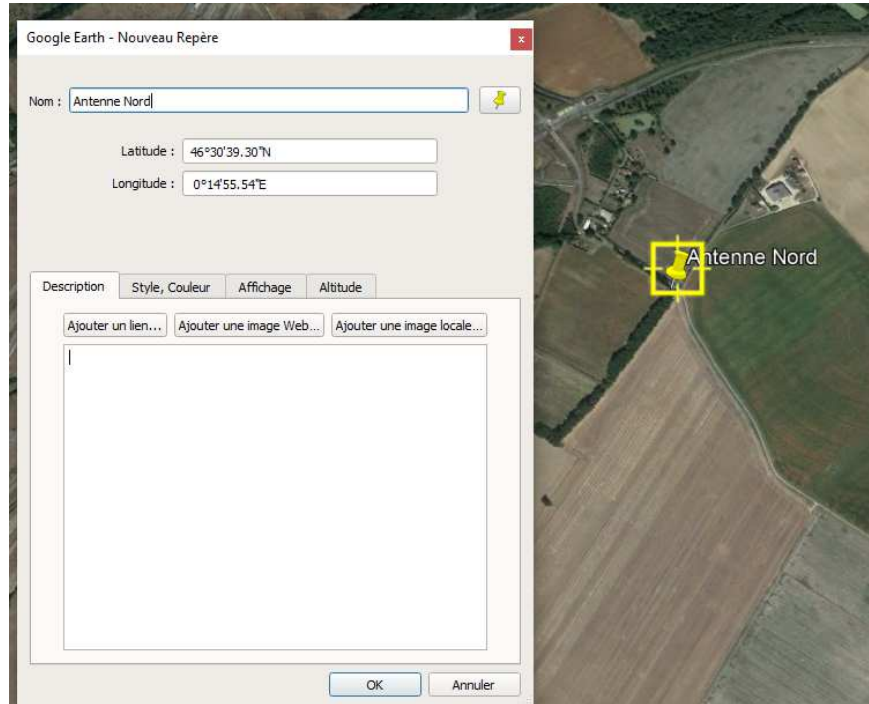 Google Earth - Nouveau Repère
x
Nom : Antenne Nord
Latitude : 46°30'39.30"N
Longitude : 0°14'55.54"E
Description Style, Couleur Affichage Altitude
Ajouter un lien... Ajouter une image Web... Ajouter une image locale...
OK Annuler
Antenne Nord